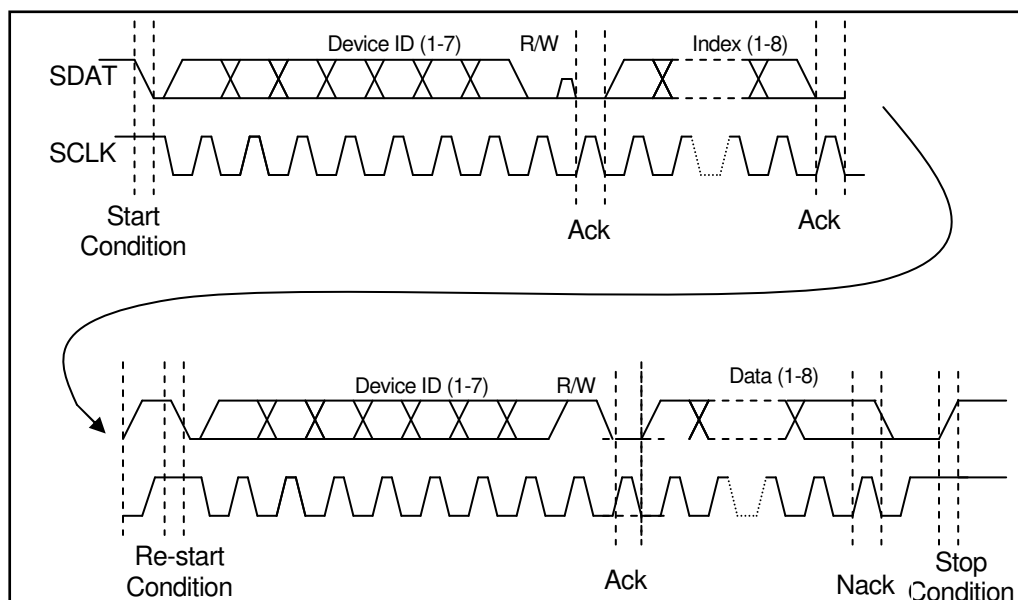 Device ID (1-7) R/W Index (1-8)
SDAT
SCLK
Start
Condition
Ack
Ack
Device ID (1-7) R/W Data (1-8)
Re-start
Condition
Ack
Nack
Stop
Condition